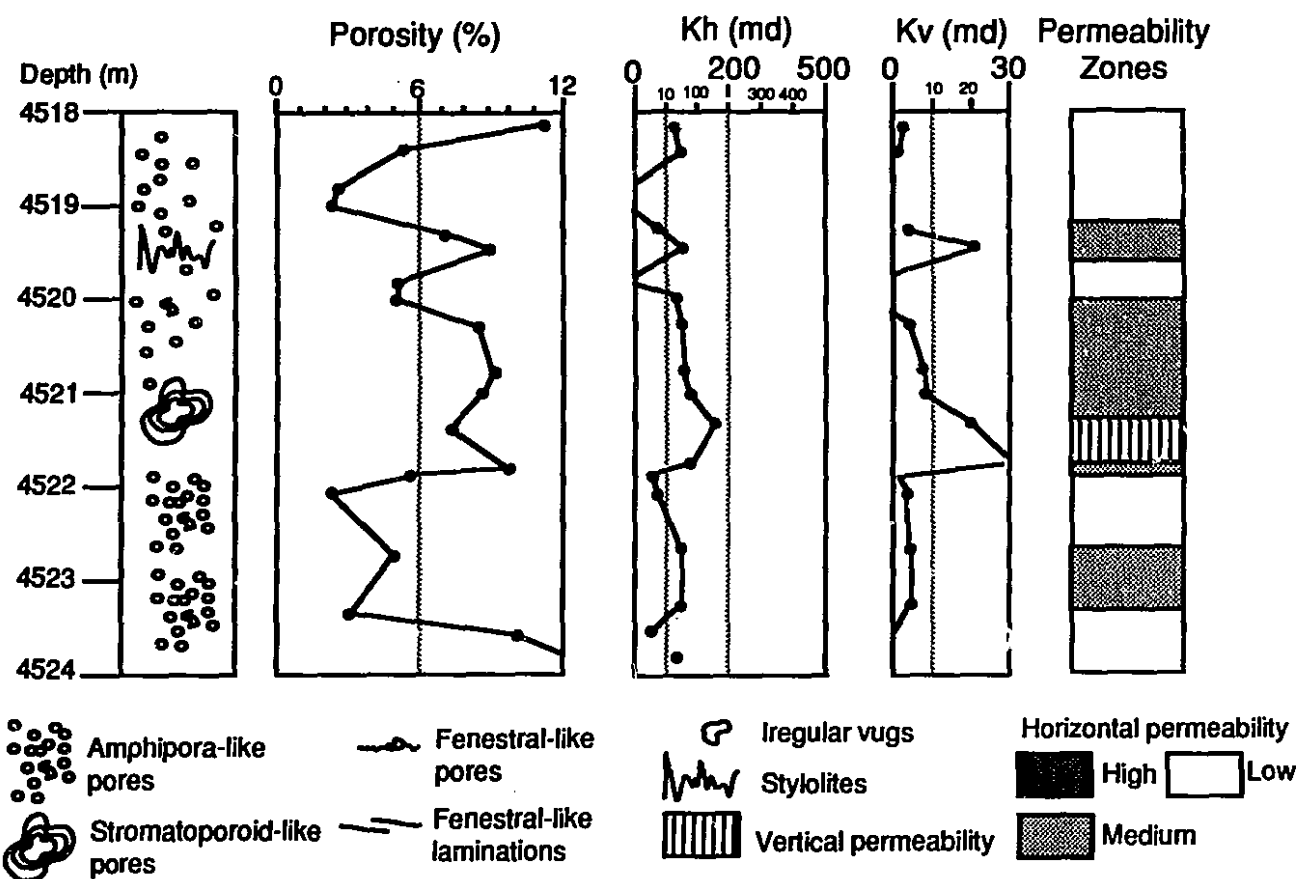 Porosity (%)
Kh (md)
Kv (md)
Permeability
Zones
Depth (m)
0
6
12
0
200
500
10
100
300
400
0
30
10
20
4518
4519
4520
4521
4522
4523
4524
Amphipora-like
pores
Fenestral-like
pores
Stromatoporoid-like
pores
Fenestral-like
laminations
Iregular vugs
Stylolites
Vertical permeability
Horizontal permeability
High
Low
Medium